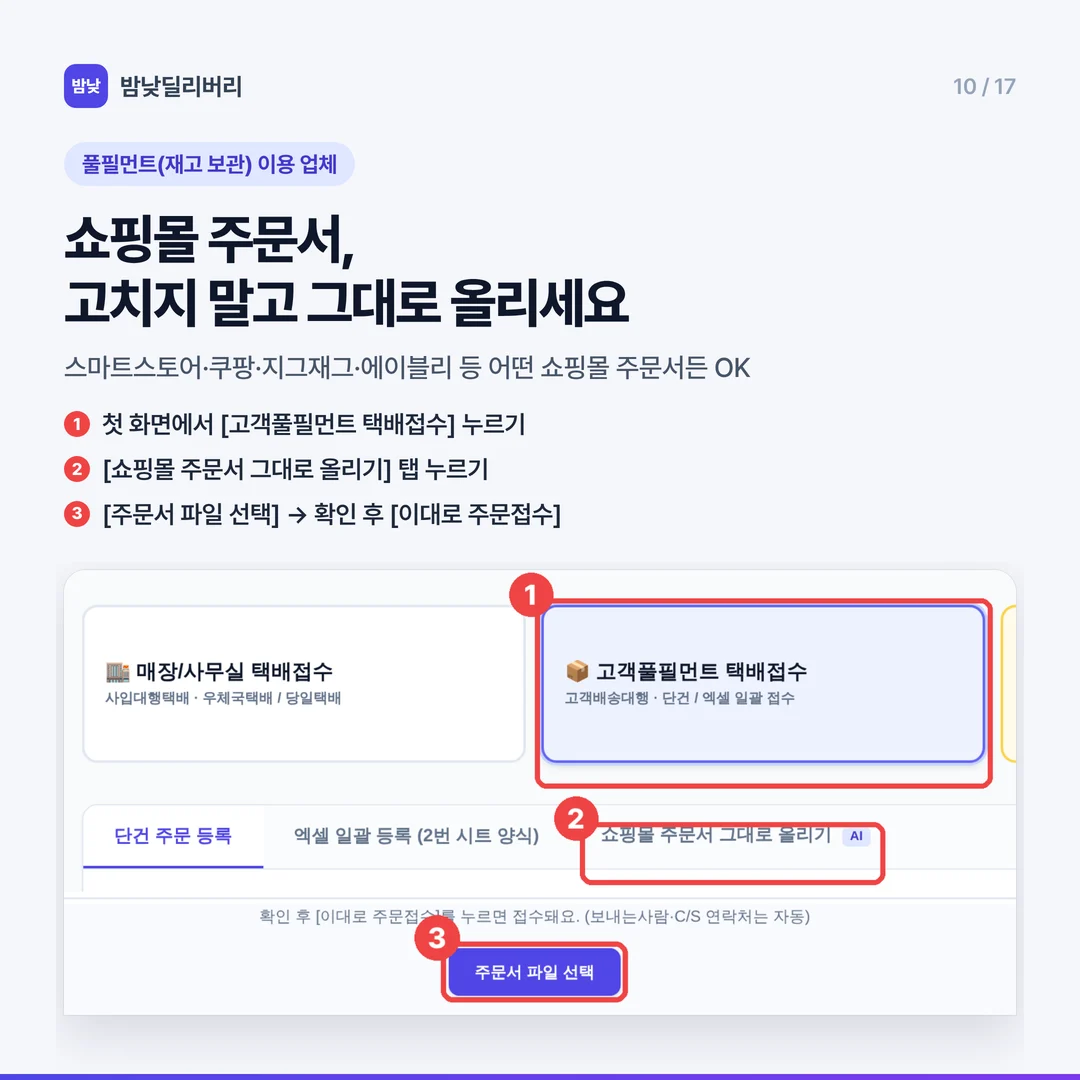 밤낮
밤낮딜리버리
10 / 17
풀필먼트(재고 보관) 이용 업체
쇼핑몰 주문서,
고치지 말고 그대로 올리세요
스마트스토어·쿠팡·지그재그·에이블리 등 어떤 쇼핑몰 주문서든 OK
1 첫 화면에서 [고객풀필먼트 택배접수] 누르기
2 [쇼핑몰 주문서 그대로 올리기] 탭 누르기
3 [주문서 파일 선택] → 확인 후 [이대로 주문접수]
매장/사무실 택배접수
사입대행택배 · 우체국택배 / 당일택배
1
고객풀필먼트 택배접수
고객배송대행 · 단건 / 엑셀 일괄 접수
단건 주문 등록
엑셀 일괄 등록 (2번 시트 양식)
2
쇼핑몰 주문서 그대로 올리기 AI
확인 후 [이대로 주문접수]를 누르면 접수돼요. (보내는사람·C/S 연락처는 자동)
3
주문서 파일 선택